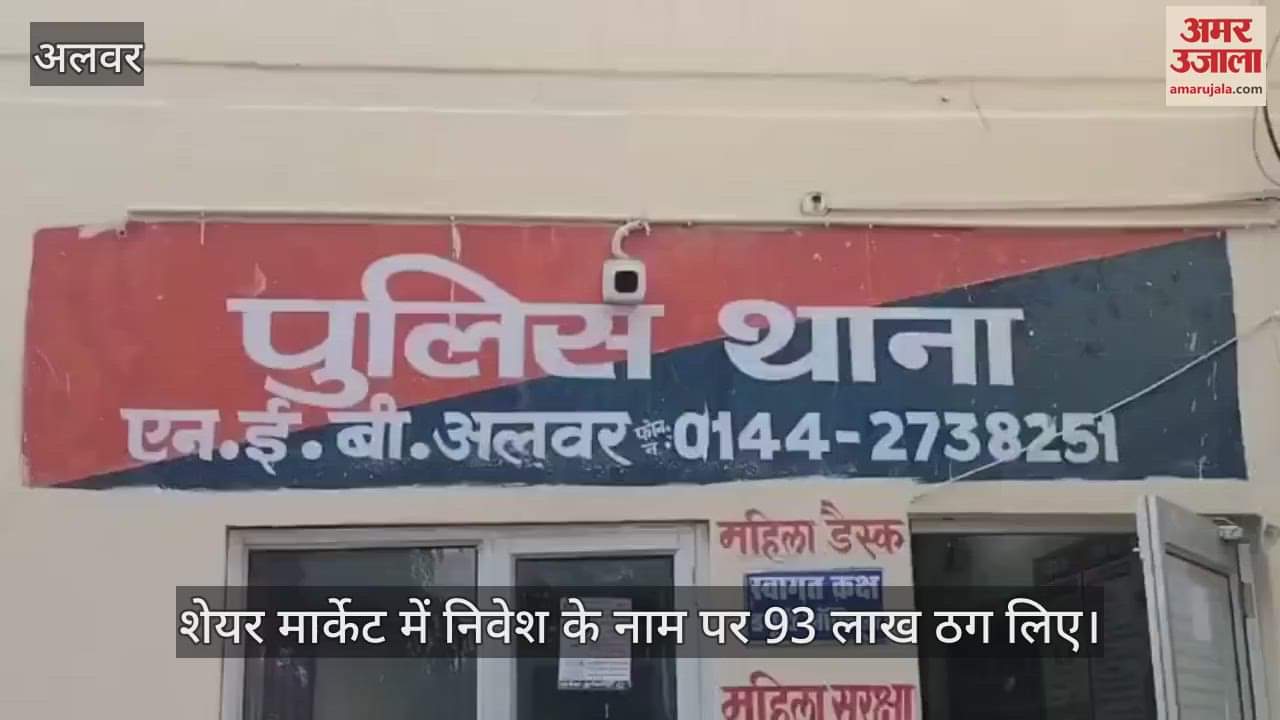 अलवर
अमर
उजाला
amarujala.com
पुलिस थाना
एन.ई.बी.अलवर फोन नं: 0144-2738251
महिला डैस्क
स्वागत कक्ष
शेयर मार्केट में निवेश के नाम पर 93 लाख ठग लिए।
महिला सुरक्षा